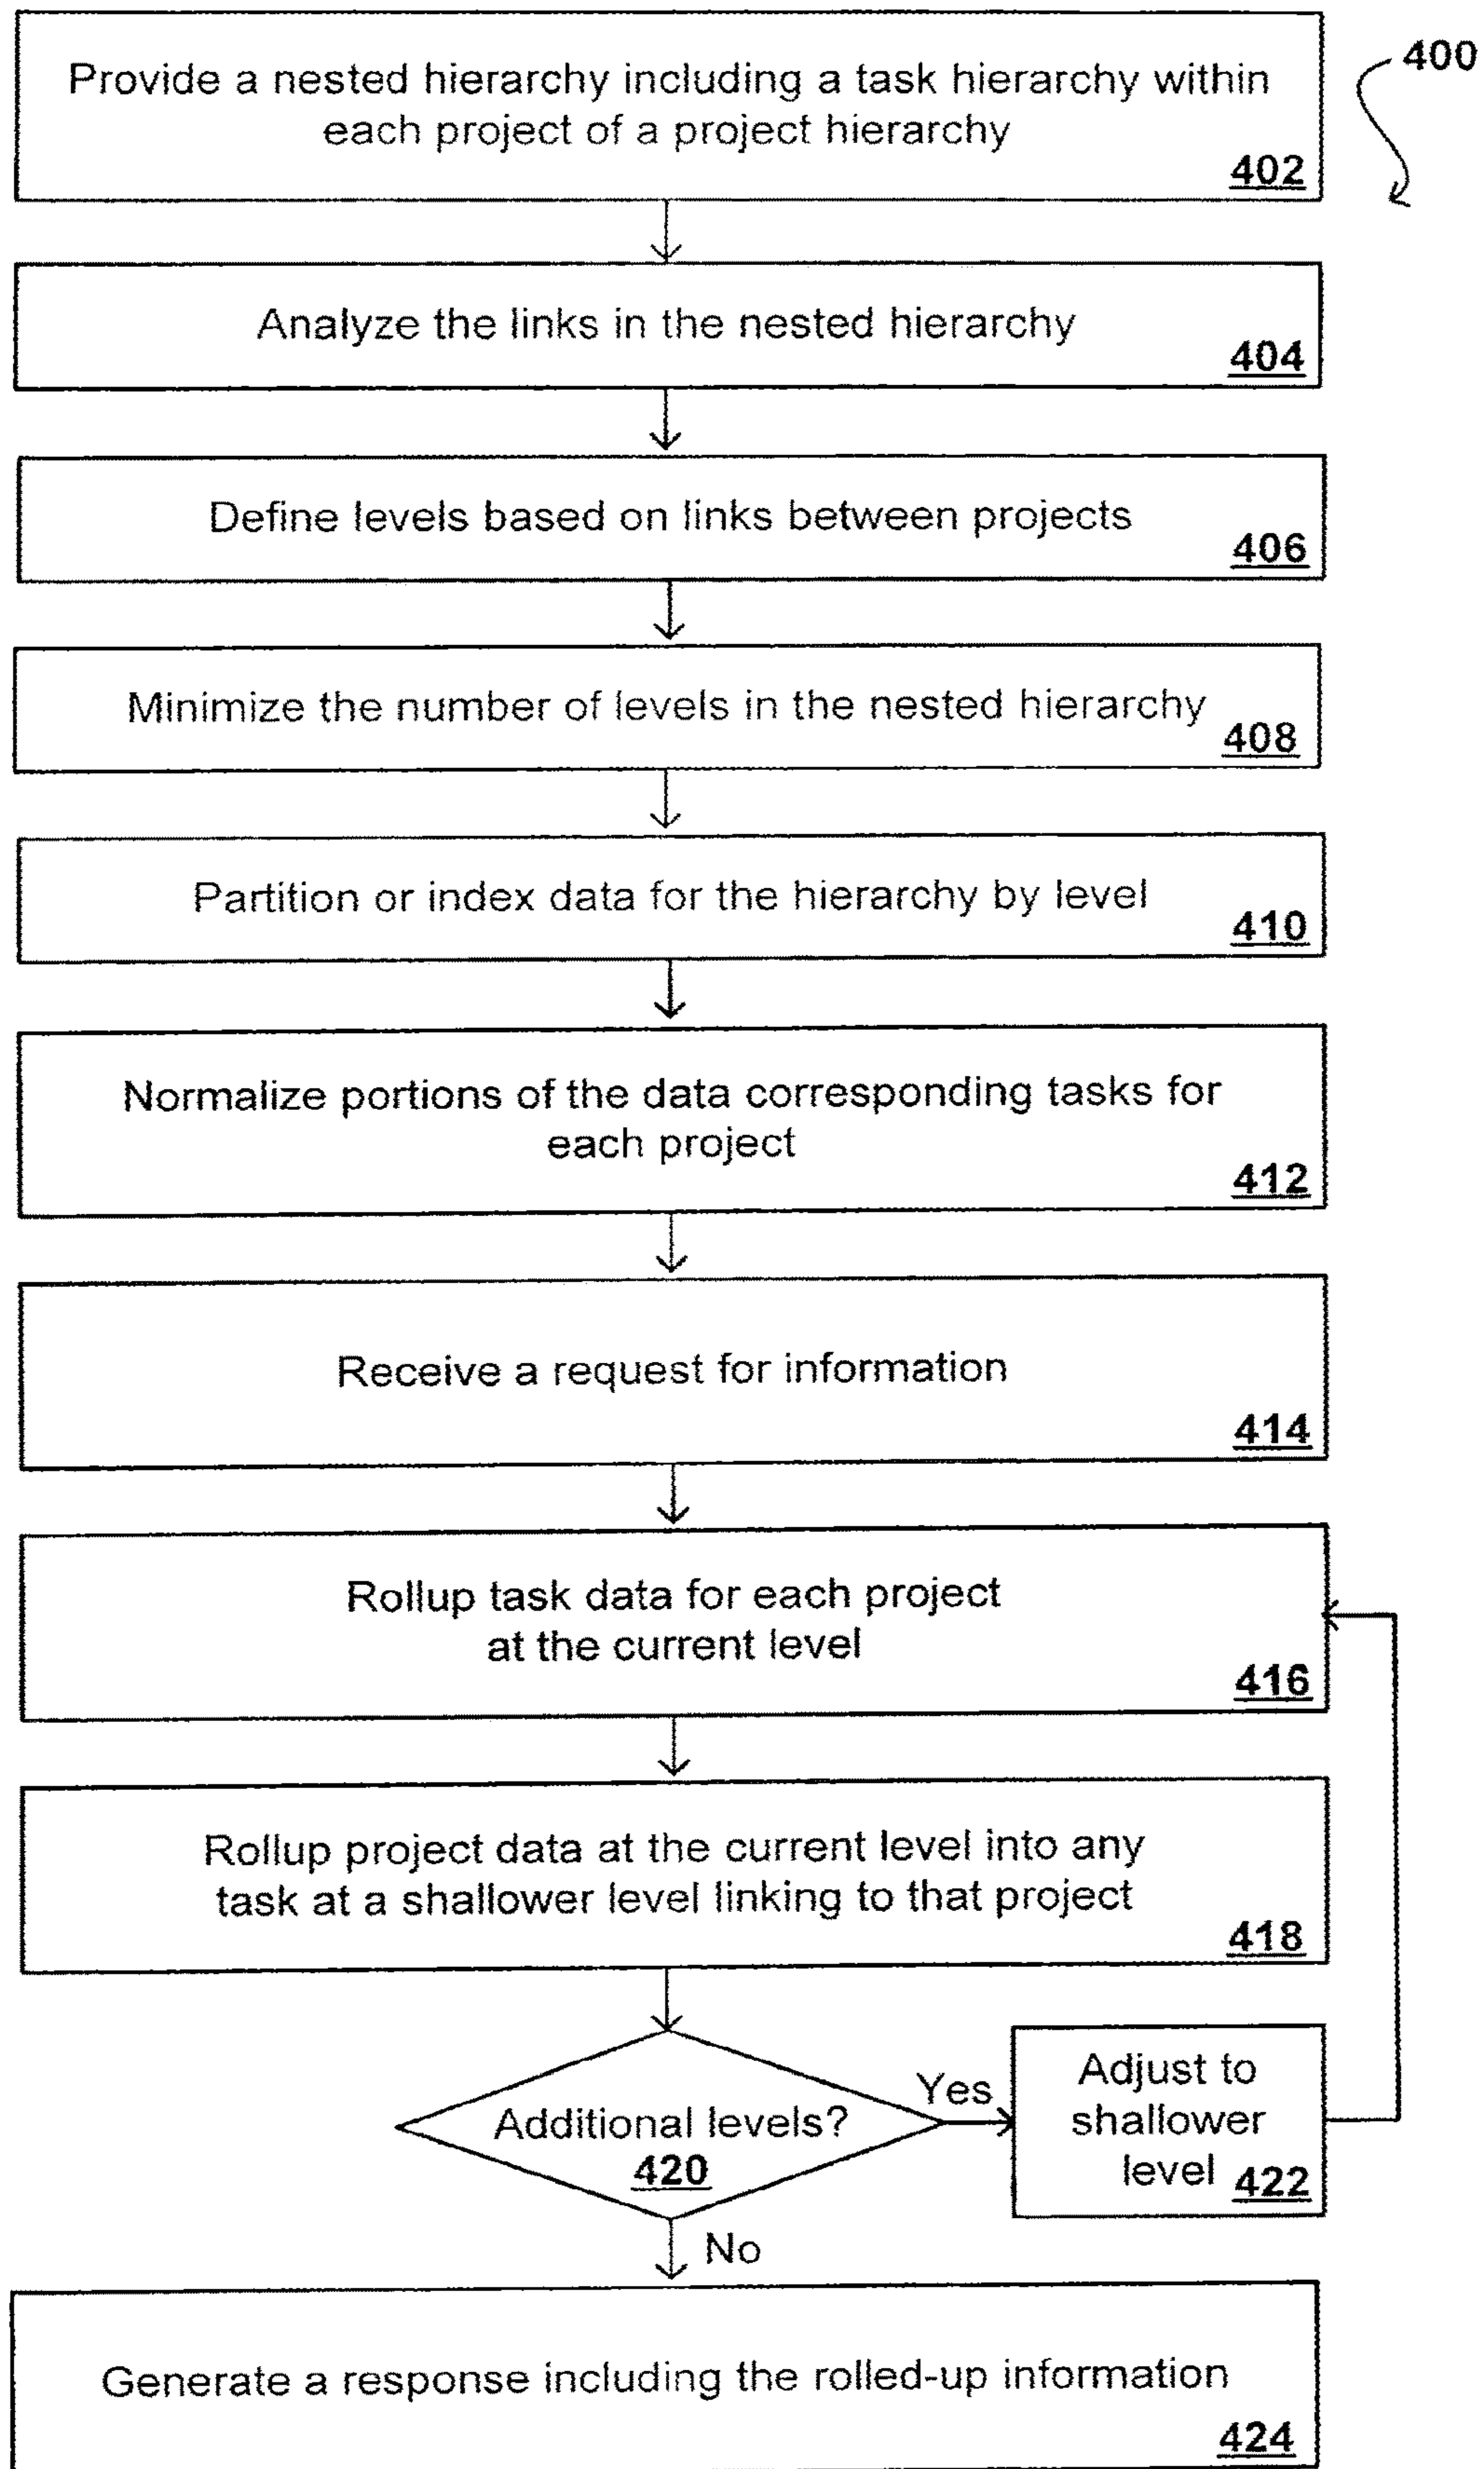 400
Provide a nested hierarchy including a task hierarchy within
each project of a project hierarchy
402
Analyze the links in the nested hierarchy
404
Define levels based on links between projects
406
Minimize the number of levels in the nested hierarchy
408
Partition or index data for the hierarchy by level
410
Normalize portions of the data corresponding tasks for
each project
412
Receive a request for information
414
Rollup task data for each project
at the current level
416
Rollup project data at the current level into any
task at a shallower level linking to that project
418
Additional levels?
420
Yes
Adjust to
shallower
level
422
No
Generate a response including the rolled-up information
424